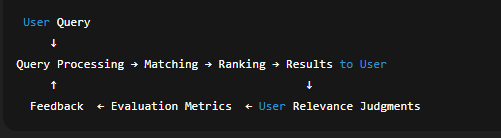 User Query
↓
Query Processing → Matching → Ranking → Results to User
↑ ↓
Feedback ← Evaluation Metrics ← User Relevance Judgments